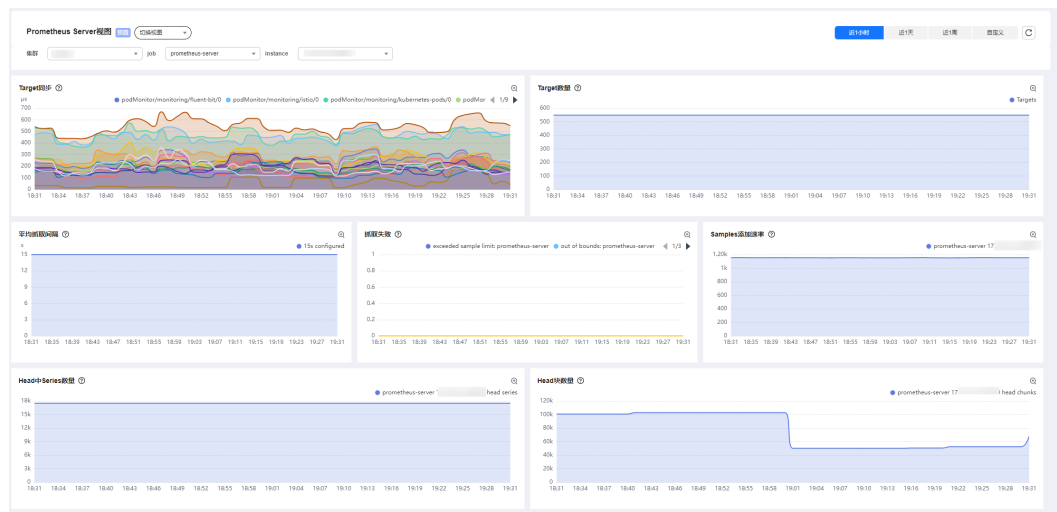 Prometheus Server视图 预置 切换视图
近1小时 近1天 近1周 自定义
集群 job prometheus-server instance
Target同步
μs
podMonitor/monitoring/fluent-bit/0 podMonitor/monitoring/istio/0 podMonitor/monitoring/kubernetes-pods/0 podMor 1/9
700
600
500
400
300
200
100
0
18:31 18:34 18:37 18:40 18:43 18:46 18:49 18:52 18:55 18:58 19:01 19:04 19:07 19:10 19:13 19:16 19:19 19:22 19:25 19:28 19:31
Target数量
Targets
600
500
400
300
200
100
0
18:31 18:34 18:37 18:40 18:43 18:46 18:49 18:52 18:55 18:58 19:01 19:04 19:07 19:10 19:13 19:16 19:19 19:22 19:25 19:28 19:31
平均抓取间隔
s
15s configured
15
12
9
6
3
0
18:31 18:35 18:39 18:43 18:47 18:51 18:55 18:59 19:03 19:07 19:11 19:15 19:19 19:23 19:27 19:31
抓取失败
exceeded sample limit: prometheus-server out of bounds: prometheus-server 1/3
1
0.8
0.6
0.4
0.2
0
18:31 18:35 18:39 18:43 18:47 18:51 18:55 18:59 19:03 19:07 19:11 19:15 19:19 19:23 19:27 19:31
Samples添加速率
prometheus-server 17
1.20k
1k
800
600
400
200
0
18:31 18:35 18:39 18:43 18:47 18:51 18:55 18:59 19:03 19:07 19:11 19:15 19:19 19:23 19:27 19:31
Head中Series数量
prometheus-server head series
18k
15k
12k
9k
6k
3k
0
18:31 18:34 18:37 18:40 18:43 18:46 18:49 18:52 18:55 18:58 19:01 19:04 19:07 19:10 19:13 19:16 19:19 19:22 19:25 19:28 19:31
Head块数量
prometheus-server 17 head chunks
120k
100k
80k
60k
40k
20k
0
18:31 18:34 18:37 18:40 18:43 18:46 18:49 18:52 18:55 18:58 19:01 19:04 19:07 19:10 19:13 19:16 19:19 19:22 19:25 19:28 19:31